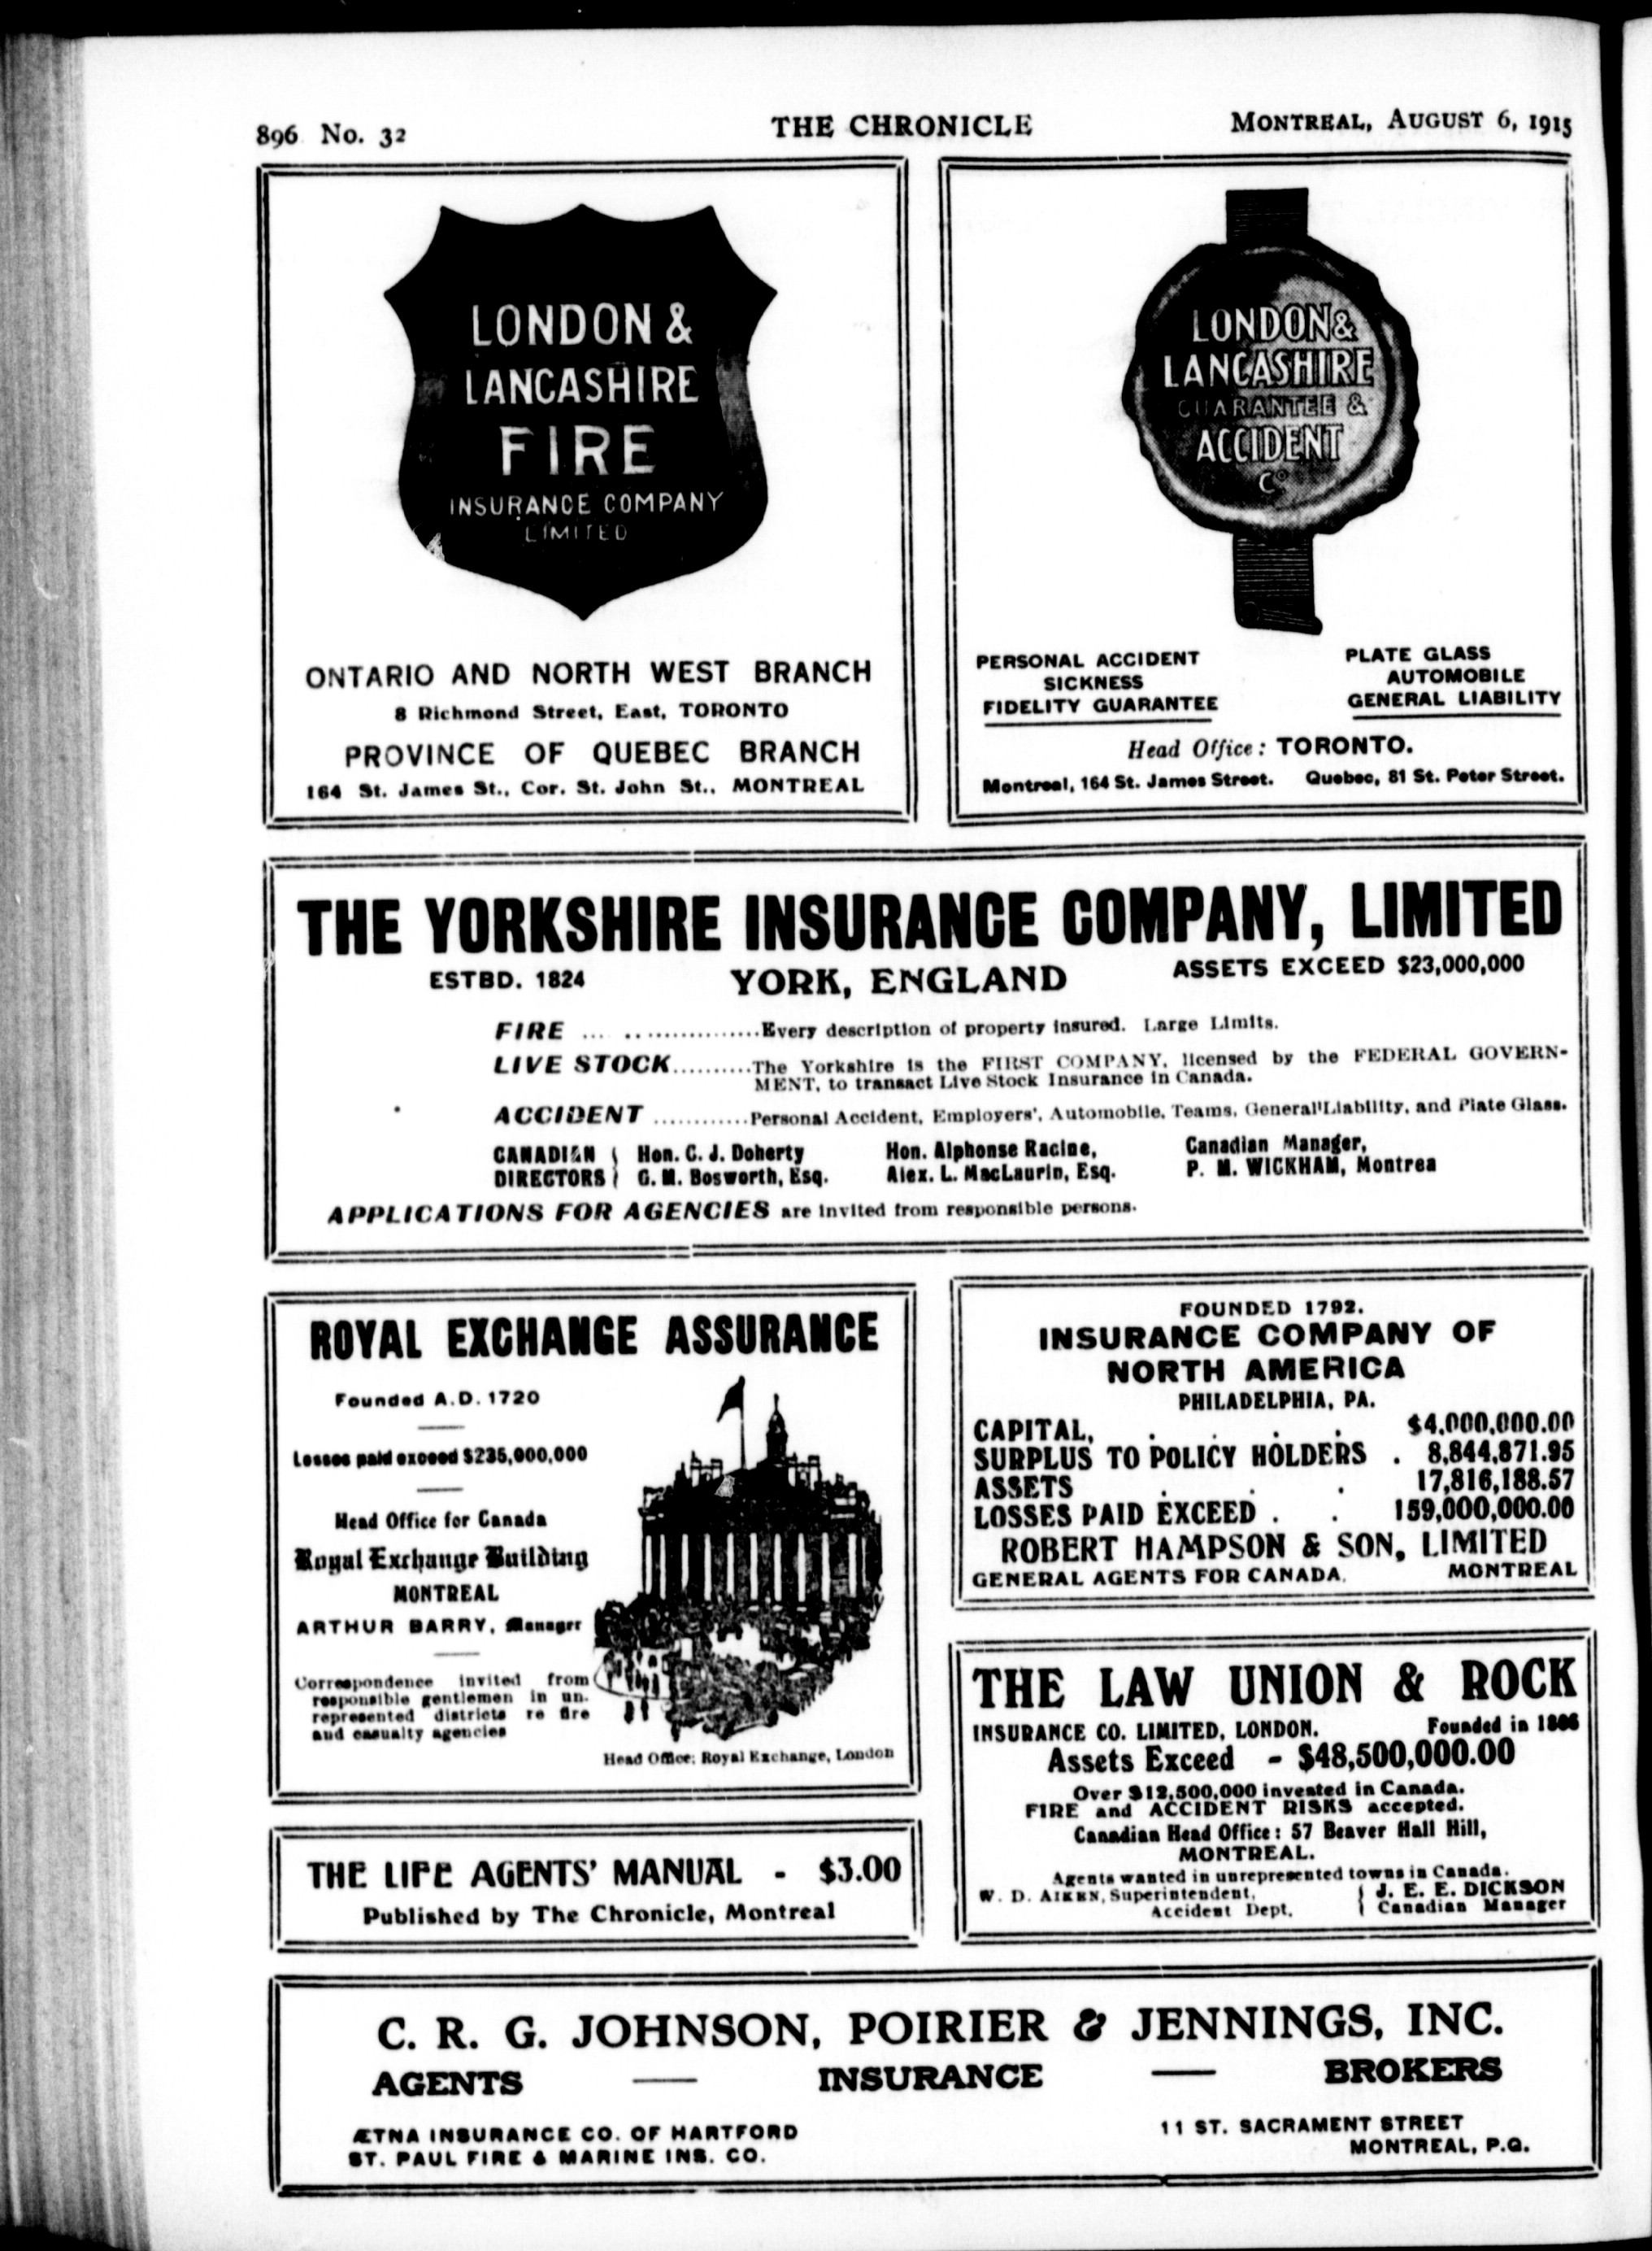 896 No. 32
THE CHRONICLE
MONTREAL, AUGUST 6, 1915
LONDON &
LANCASHIRE
FIRE
INSURANCE COMPANY
LIMITED
ONTARIO AND NORTH WEST BRANCH
8 Richmond Street, East, TORONTO
PROVINCE OF QUEBEC BRANCH
164 St. James St., Cor. St. John St., MONTREAL
LONDON &
LANCASHIRE
GUARANTEE &
ACCIDENT
Co
PERSONAL ACCIDENT
SICKNESS
FIDELITY GUARANTEE
PLATE GLASS
AUTOMOBILE
GENERAL LIABILITY
Head Office: TORONTO.
Montreal, 164 St. James Street. Quebec, 81 St. Peter Street.
THE YORKSHIRE INSURANCE COMPANY, LIMITED
ESTBD. 1824 YORK, ENGLAND ASSETS EXCEED $23,000,000
FIRE ... .. ................Every description of property insured. Large Limits.
LIVE STOCK..........The Yorkshire is the FIRST COMPANY, licensed by the FEDERAL GOVERN-
MENT, to transact Live Stock Insurance in Canada.
ACCIDENT ............Personal Accident, Employers', Automobile, Teams, General Liability, and Plate Glass.
CANADIAN Hon. C. J. Doherty Hon. Alphonse Racine, Canadian Manager,
DIRECTORS G. M. Bosworth, Esq. Alex. L. MacLaurin, Esq. P. M. WICKHAM, Montrea
APPLICATIONS FOR AGENCIES are invited from responsible persons.
ROYAL EXCHANGE ASSURANCE
Founded A.D. 1720
Losses paid exceed $235,000,000
Head Office for Canada
Royal Exchange Building
MONTREAL
ARTHUR BARRY, Manager
Correspondence invited from
responsible gentlemen in un-
represented districts re fire
and casualty agencies
Head Office: Royal Exchange, London
FOUNDED 1792.
INSURANCE COMPANY OF
NORTH AMERICA
PHILADELPHIA, PA.
CAPITAL, . . . . $4,000,000.00
SURPLUS TO POLICY HOLDERS . 8,844,871.95
ASSETS . . . 17,816,188.57
LOSSES PAID EXCEED . . 159,000,000.00
ROBERT HAMPSON & SON, LIMITED
GENERAL AGENTS FOR CANADA. MONTREAL
THE LAW UNION & ROCK
INSURANCE CO. LIMITED, LONDON. Founded in 1806
Assets Exceed - $48,500,000.00
Over $12,500,000 invested in Canada.
FIRE and ACCIDENT RISKS accepted.
Canadian Head Office: 57 Beaver Hall Hill,
MONTREAL.
Agents wanted in unrepresented towns in Canada.
W. D. AIKEN, Superintendent, J. E. E. DICKSON
Accident Dept. Canadian Manager
THE LIFE AGENTS' MANUAL - $3.00
Published by The Chronicle, Montreal
C. R. G. JOHNSON, POIRIER & JENNINGS, INC.
AGENTS — INSURANCE — BROKERS
ÆTNA INSURANCE CO. OF HARTFORD
ST. PAUL FIRE & MARINE INS. CO.
11 ST. SACRAMENT STREET
MONTREAL, P.Q.